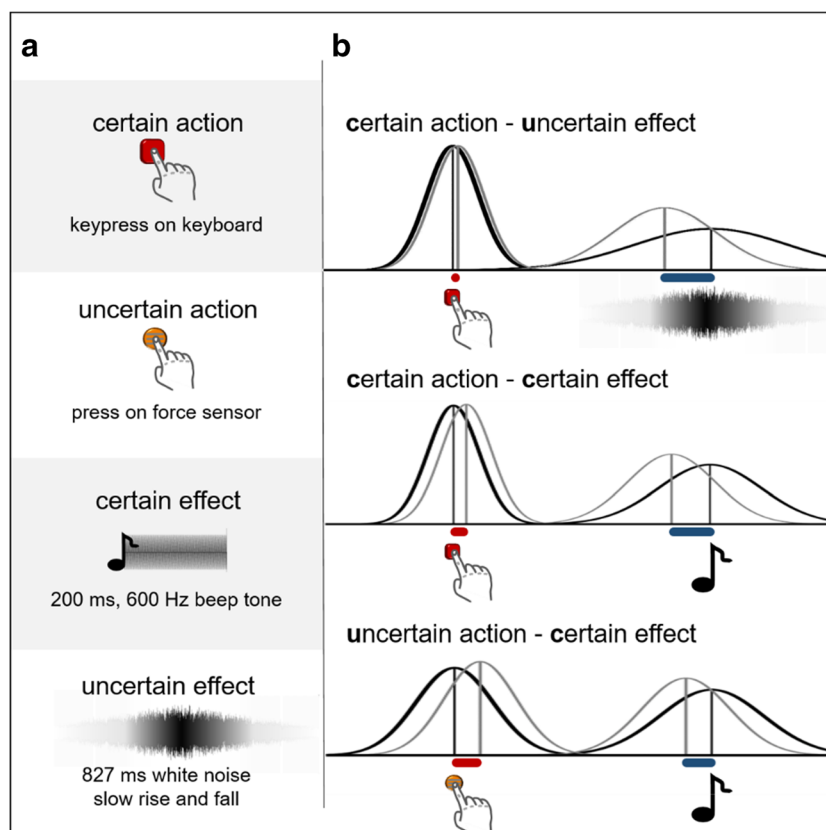 a
certain action
keypress on keyboard
uncertain action
press on force sensor
certain effect
200 ms, 600 Hz beep tone
uncertain effect
827 ms white noise
slow rise and fall
b
certain action - uncertain effect
certain action - certain effect
uncertain action - certain effect